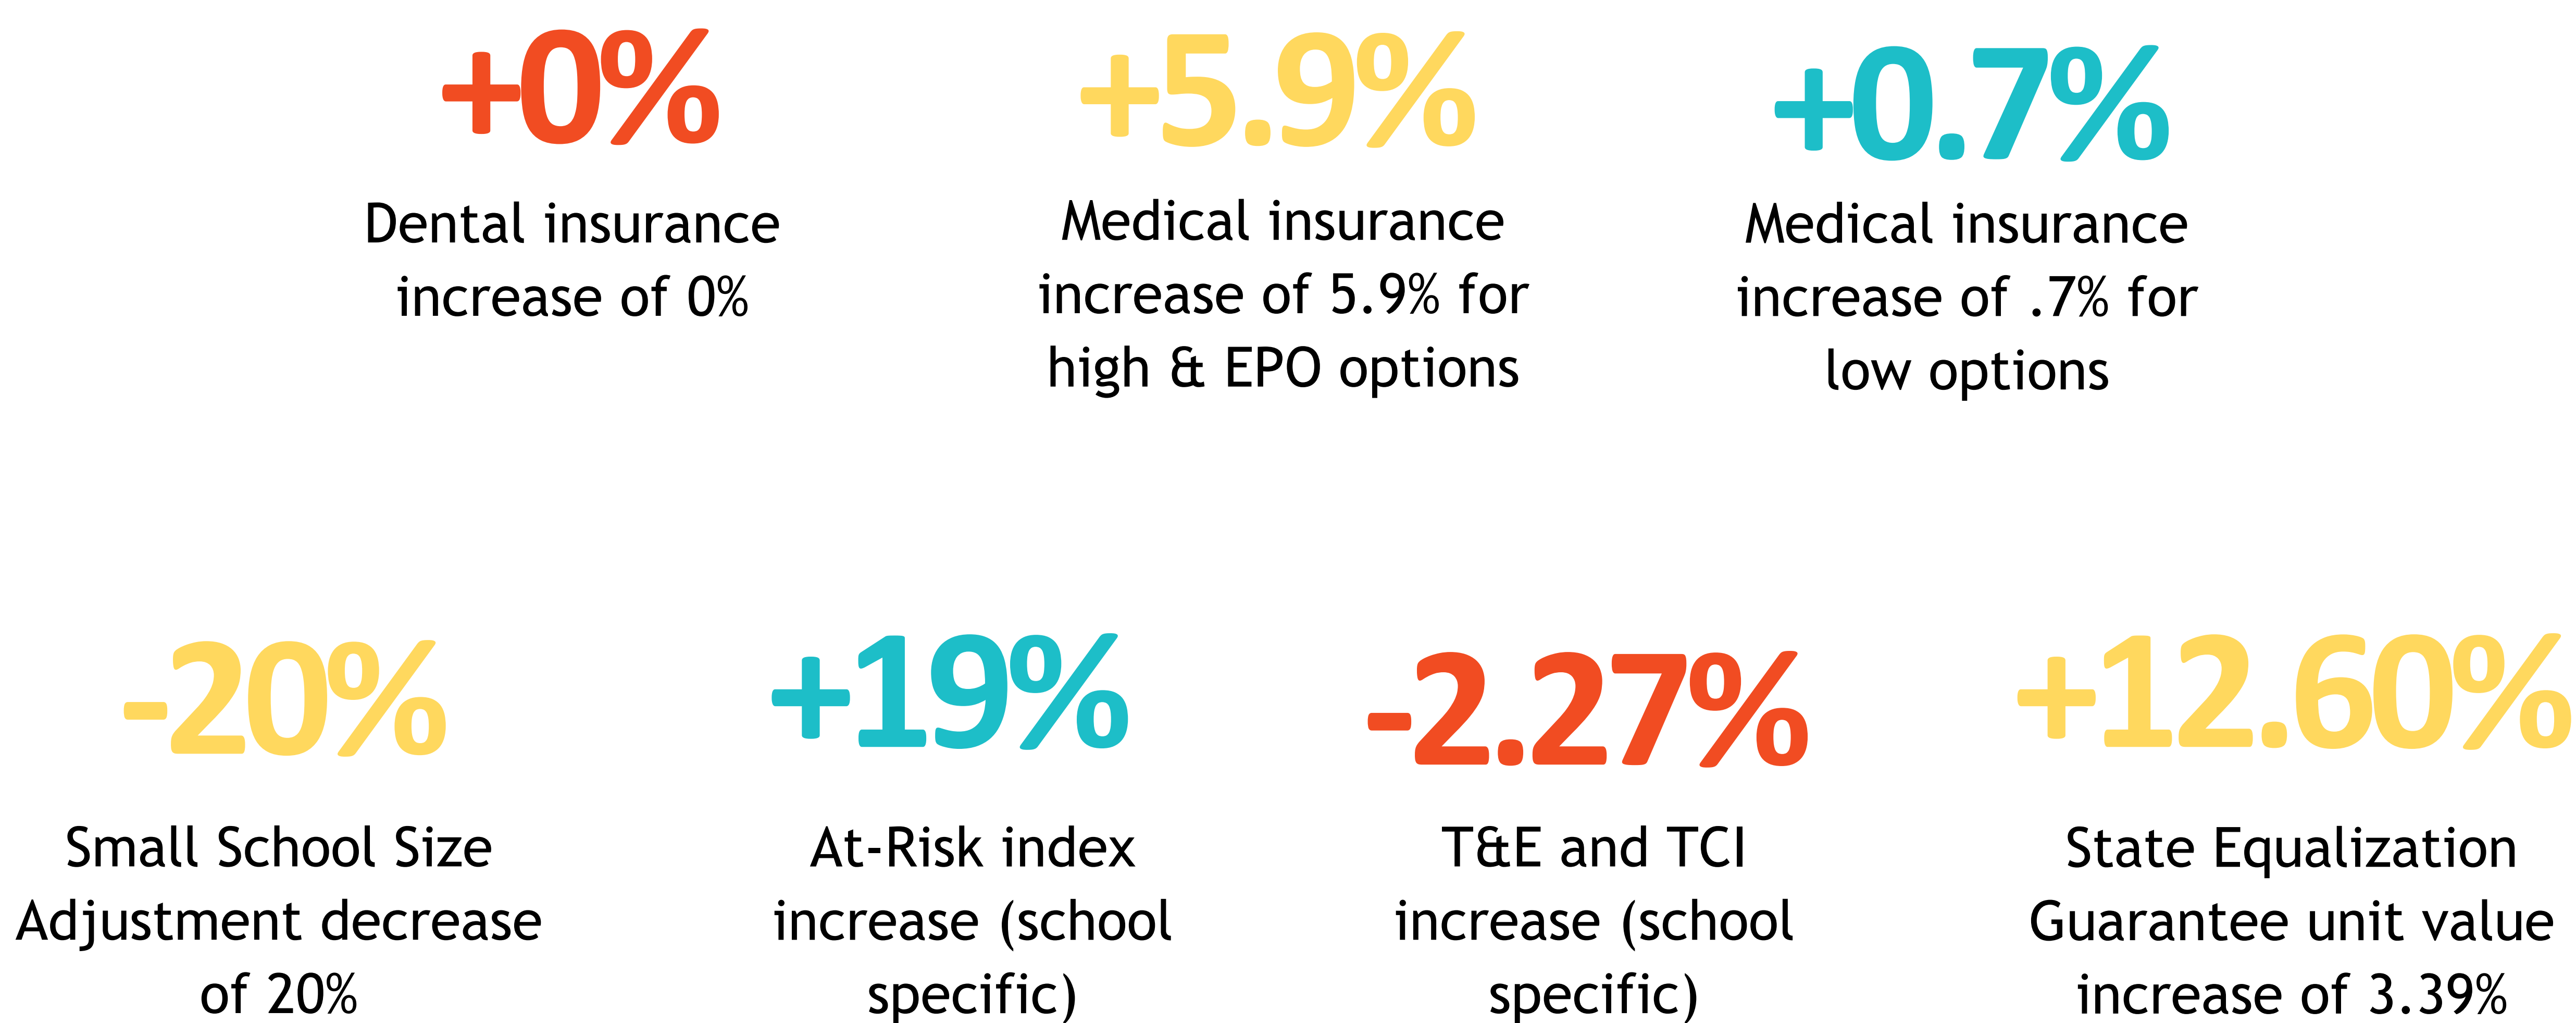 +0%
Dental insurance
increase of 0%
+5.9%
Medical insurance
increase of 5.9% for
high & EPO options
+0.7%
Medical insurance
increase of .7% for
low options
-20%
Small School Size
Adjustment decrease
of 20%
+19%
At-Risk index
increase (school
specific)
-2.27%
T&E and TCI
increase (school
specific)
+12.60%
State Equalization
Guarantee unit value
increase of 3.39%